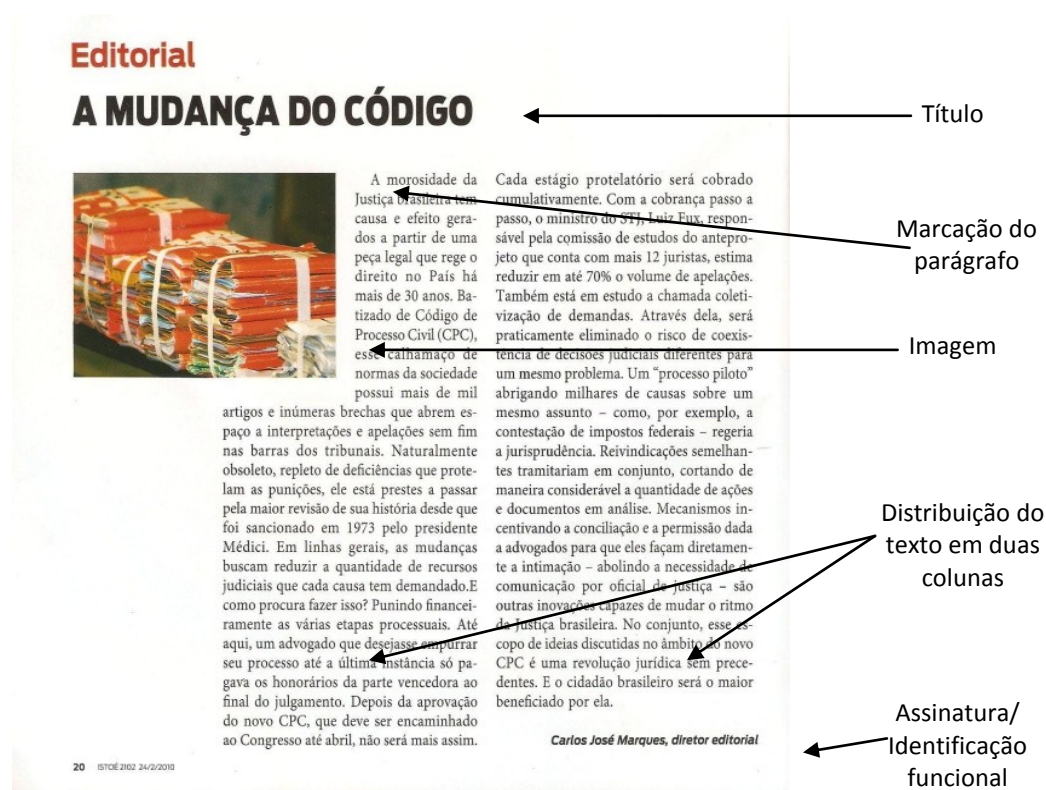 Editorial
A MUDANÇA DO CÓDIGO
A morosidade da
Justiça brasileira tem
causa e efeito gera-
dos a partir de uma
peça legal que rege o
direito no País há
mais de 30 anos. Ba-
tizado de Código de
Processo Civil (CPC),
esse calhamaço de
normas da sociedade
possui mais de mil
artigos e inúmeras brechas que abrem es-
paço a interpretações e apelações sem fim
nas barras dos tribunais. Naturalmente
obsoleto, repleto de deficiências que prote-
lam as punições, ele está prestes a passar
pela maior revisão de sua história desde que
foi sancionado em 1973 pelo presidente
Médici. Em linhas gerais, as mudanças
buscam reduzir a quantidade de recursos
judiciais que cada causa tem demandado.E
como procura fazer isso? Punindo financei-
ramente as várias etapas processuais. Até
aqui, um advogado que desejasse empurrar
seu processo até a última instância só pa-
gava os honorários da parte vencedora ao
final do julgamento. Depois da aprovação
do novo CPC, que deve ser encaminhado
ao Congresso até abril, não será mais assim.
Cada estágio protelatório será cobrado
cumulativamente. Com a cobrança passo a
passo, o ministro do STJ, Luiz Fux, respon-
sável pela comissão de estudos do antepro-
jeto que conta com mais 12 juristas, estima
reduzir em até 70% o volume de apelações.
Também está em estudo a chamada coleti-
vização de demandas. Através dela, será
praticamente eliminado o risco de coexis-
tência de decisões judiciais diferentes para
um mesmo problema. Um “processo piloto”
abrigando milhares de causas sobre um
mesmo assunto – como, por exemplo, a
contestação de impostos federais – regeria
a jurisprudência. Reivindicações semelhan-
tes tramitariam em conjunto, cortando de
maneira considerável a quantidade de ações
e documentos em análise. Mecanismos in-
centivando a conciliação e a permissão dada
a advogados para que eles façam diretamen-
te a intimação – abolindo a necessidade de
comunicação por oficial de justiça – são
outras inovações capazes de mudar o ritmo
da Justiça brasileira. No conjunto, esse es-
copo de ideias discutidas no âmbito do novo
CPC é uma revolução jurídica sem prece-
dentes. E o cidadão brasileiro será o maior
beneficiado por ela.
Carlos José Marques, diretor editorial
20 ISTOÉ 2102 24/2/2010
Título
Marcação do
parágrafo
Imagem
Distribuição do
texto em duas
colunas
Assinatura/
Identificação
funcional